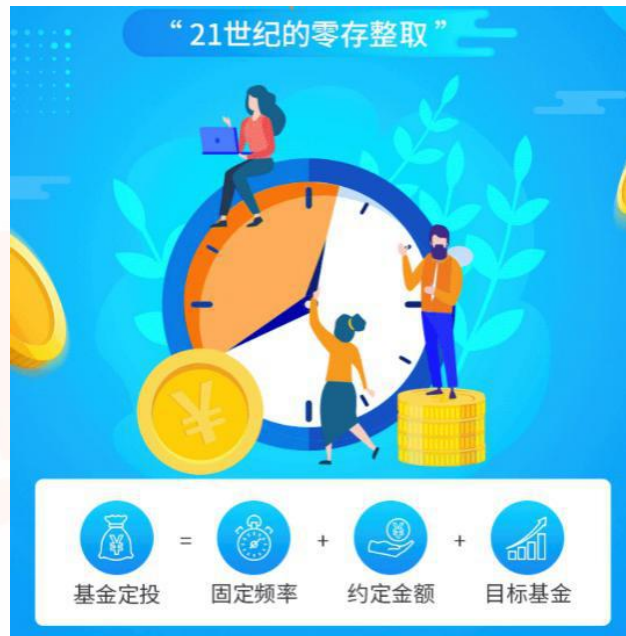 “21世纪的零存整取”
基金定投 = 固定频率 + 约定金额 + 目标基金